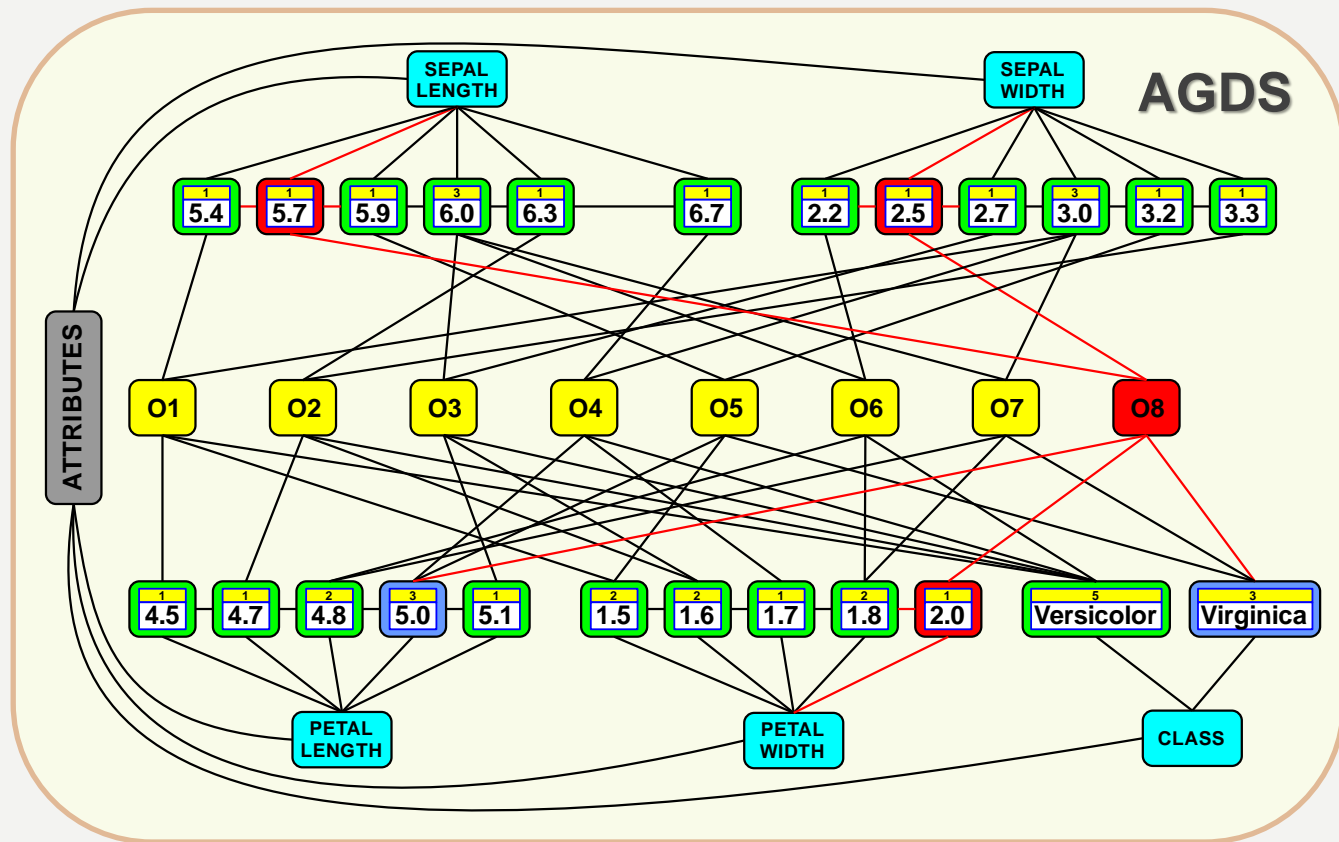 SEPAL
LENGTH
SEPAL
WIDTH
AGDS
1
5.4
1
5.7
1
5.9
3
6.0
1
6.3
1
6.7
1
2.2
1
2.5
1
2.7
3
3.0
1
3.2
1
3.3
ATTRIBUTES
O1
O2
O3
O4
O5
O6
O7
O8
1
4.5
1
4.7
2
4.8
3
5.0
1
5.1
2
1.5
2
1.6
1
1.7
2
1.8
1
2.0
5
Versicolor
3
Virginica
PETAL
LENGTH
PETAL
WIDTH
CLASS